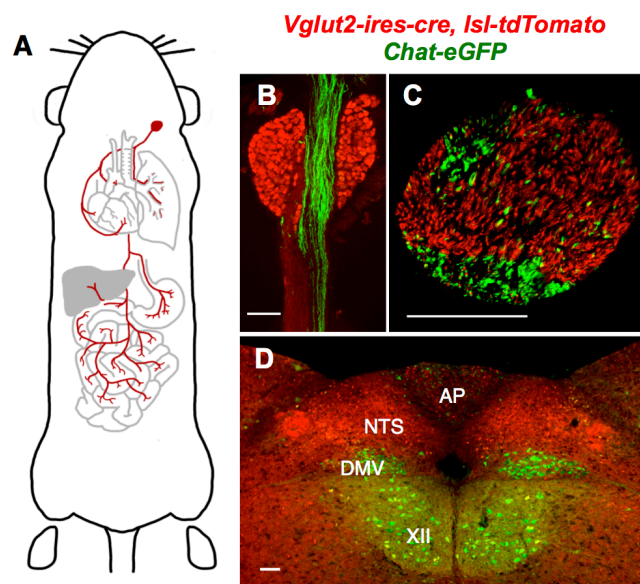 Vglut2-ires-cre, lsl-tdTomato
Chat-eGFP
A
B
C
D
AP
NTS
DMV
XII